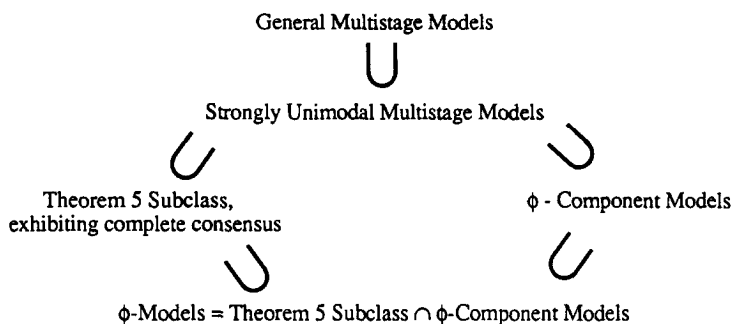 General Multistage Models
∪
Strongly Unimodal Multistage Models
∪ ∪
Theorem 5 Subclass,
exhibiting complete consensus
ϕ - Component Models
∪ ∪
ϕ-Models = Theorem 5 Subclass ∩ ϕ-Component Models